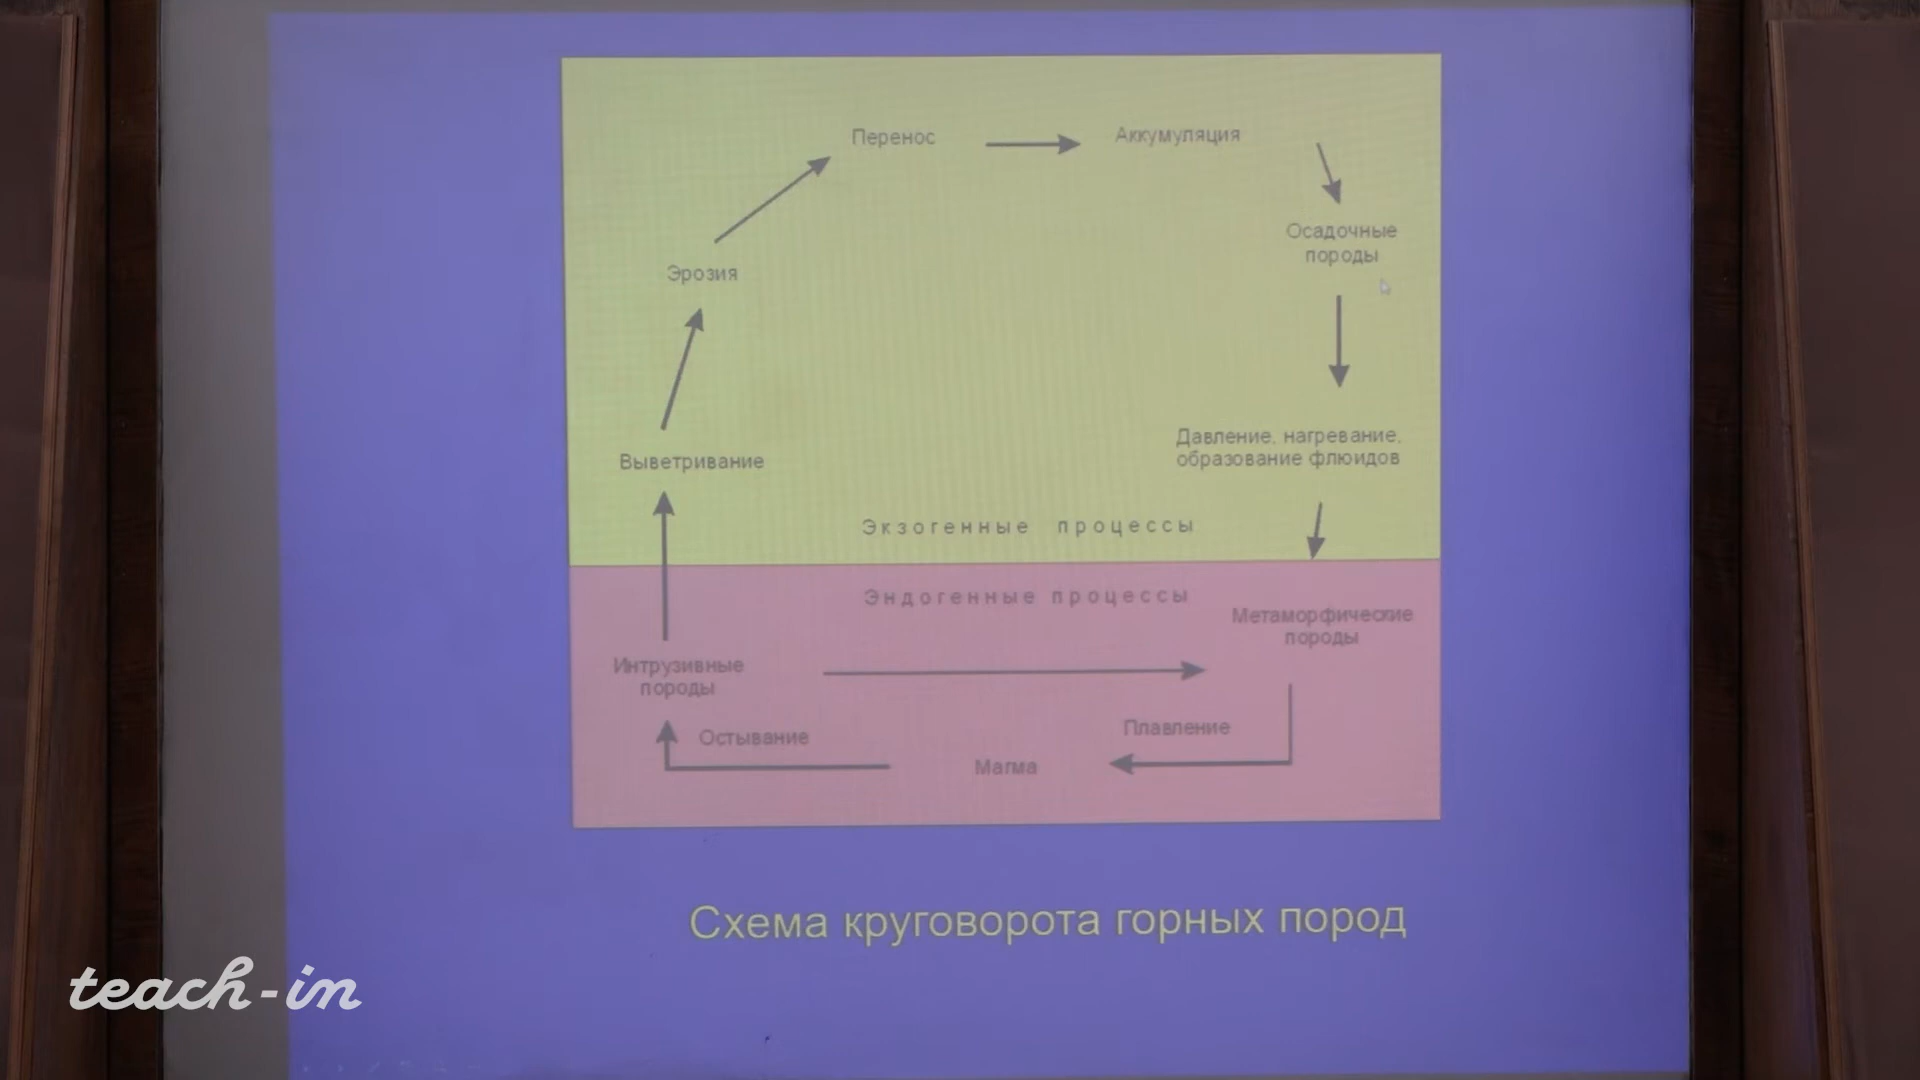 Перенос
Аккумуляция
Осадочные
породы
Эрозия
Давление, нагревание,
образование флюидов
Выветривание
Экзогенные процессы
Эндогенные процессы
Метаморфические
породы
Интрузивные
породы
Плавление
Остывание
Магма
Схема круговорота горных пород
teach-in